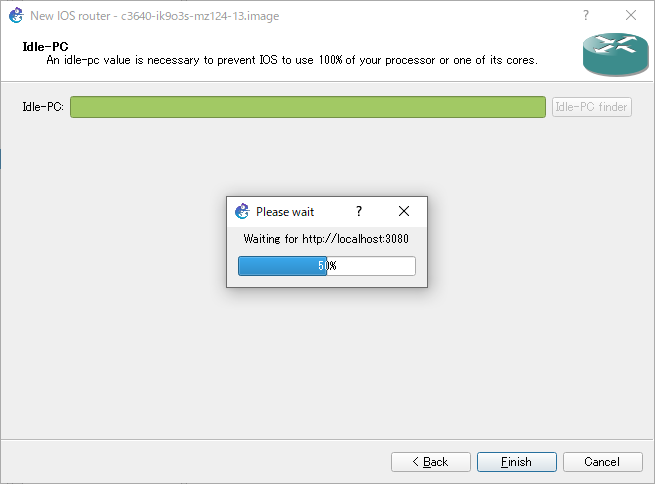 New IOS router - c3640-ik9o3s-mz124-13.image
Idle-PC
An idle-pc value is necessary to prevent IOS to use 100% of your processor or one of its cores.
Idle-PC:
Idle-PC finder
Please wait
Waiting for http://localhost:3080
50%
< Back
Finish
Cancel